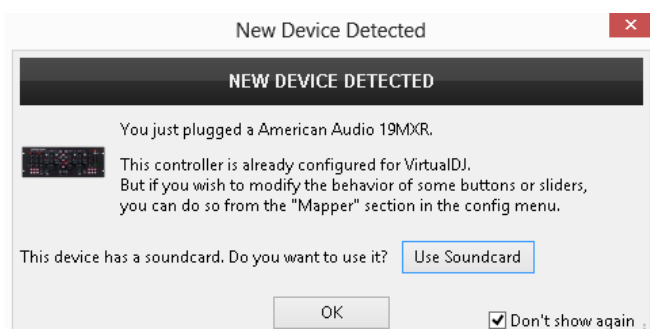 New Device Detected
NEW DEVICE DETECTED
You just plugged a American Audio 19MXR.
This controller is already configured for VirtualDJ.
But if you wish to modify the behavior of some buttons or sliders,
you can do so from the "Mapper" section in the config menu.
This device has a soundcard. Do you want to use it? Use Soundcard
OK
Don't show again